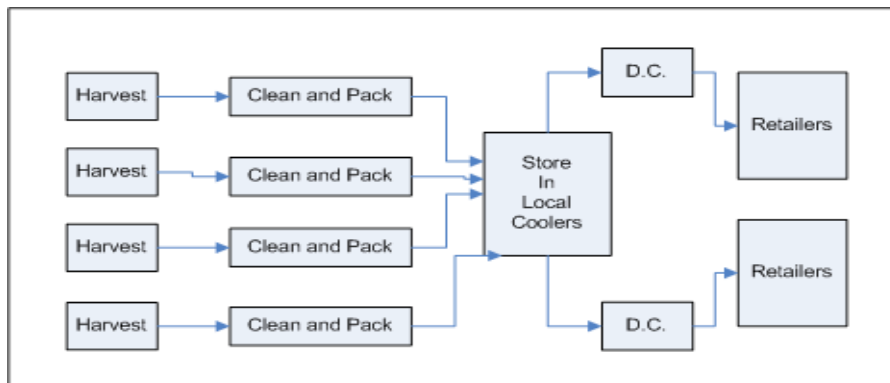 Harvest
Clean and Pack
Harvest
Clean and Pack
Harvest
Clean and Pack
Harvest
Clean and Pack
Store
In
Local
Coolers
D.C.
Retailers
D.C.
Retailers